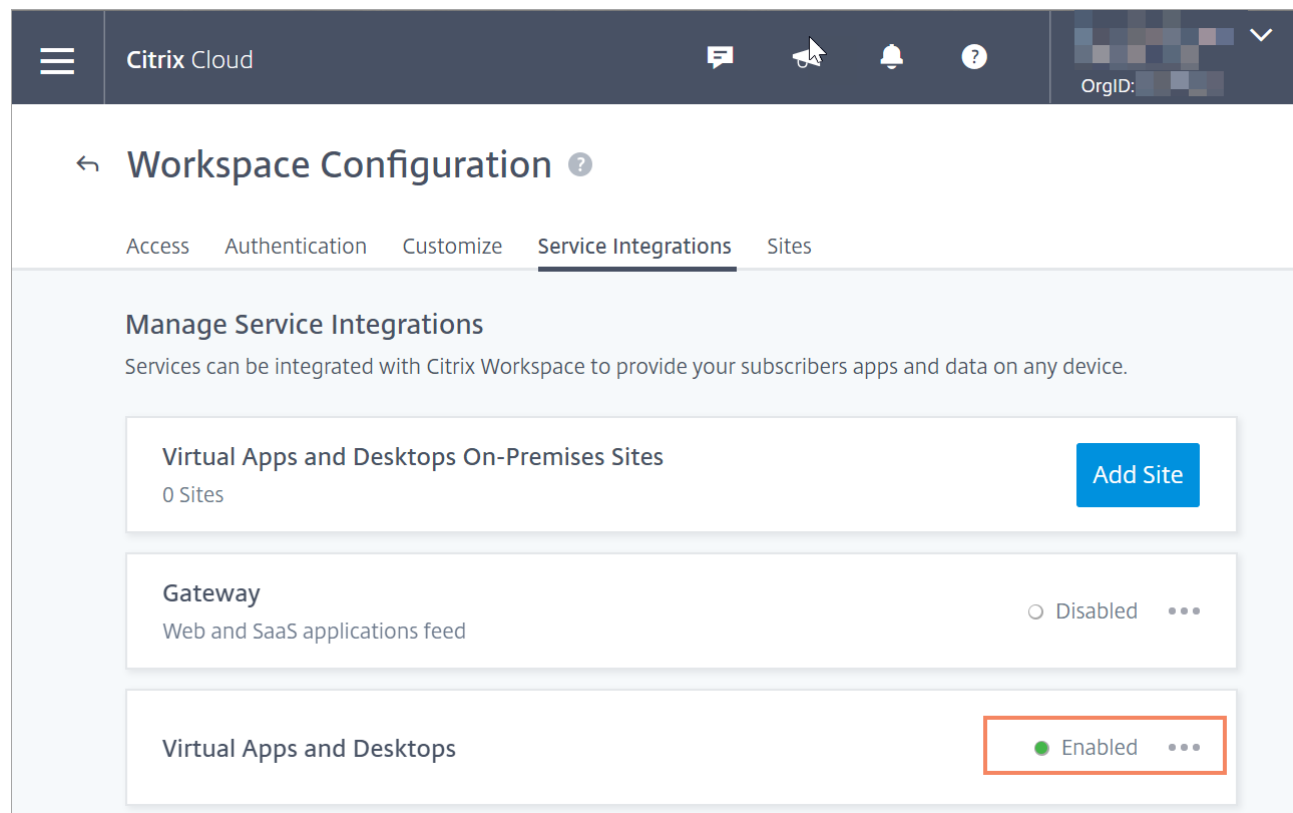 Citrix Cloud
OrgID:
Workspace Configuration ?
Access Authentication Customize Service Integrations Sites
Manage Service Integrations
Services can be integrated with Citrix Workspace to provide your subscribers apps and data on any device.
Virtual Apps and Desktops On-Premises Sites
0 Sites
Add Site
Gateway
Web and SaaS applications feed
Disabled
Virtual Apps and Desktops
Enabled